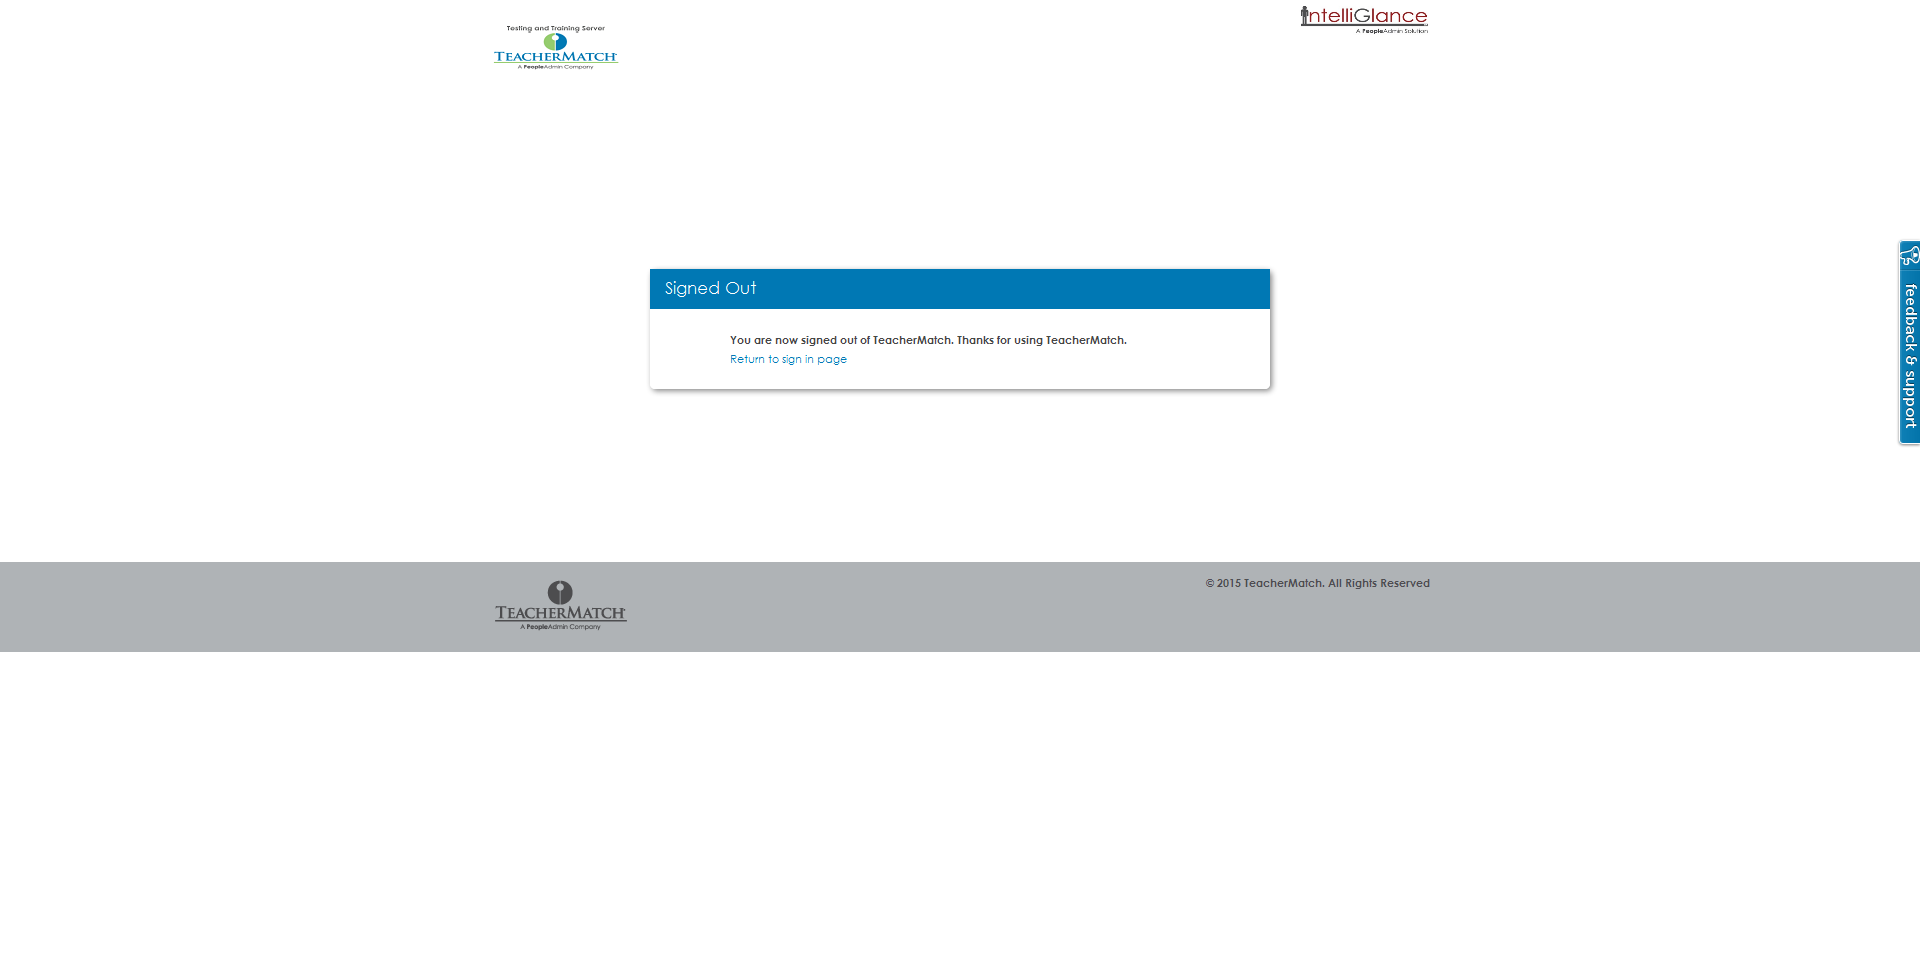 Testing and Training Server
TEACHERMATCH
A PeopleAdmin Company
IntelliGlance
A PeopleAdmin Solution
Signed Out
You are now signed out of TeacherMatch. Thanks for using TeacherMatch.
Return to sign in page
feedback & support
TEACHERMATCH
A PeopleAdmin Company
© 2015 TeacherMatch. All Rights Reserved